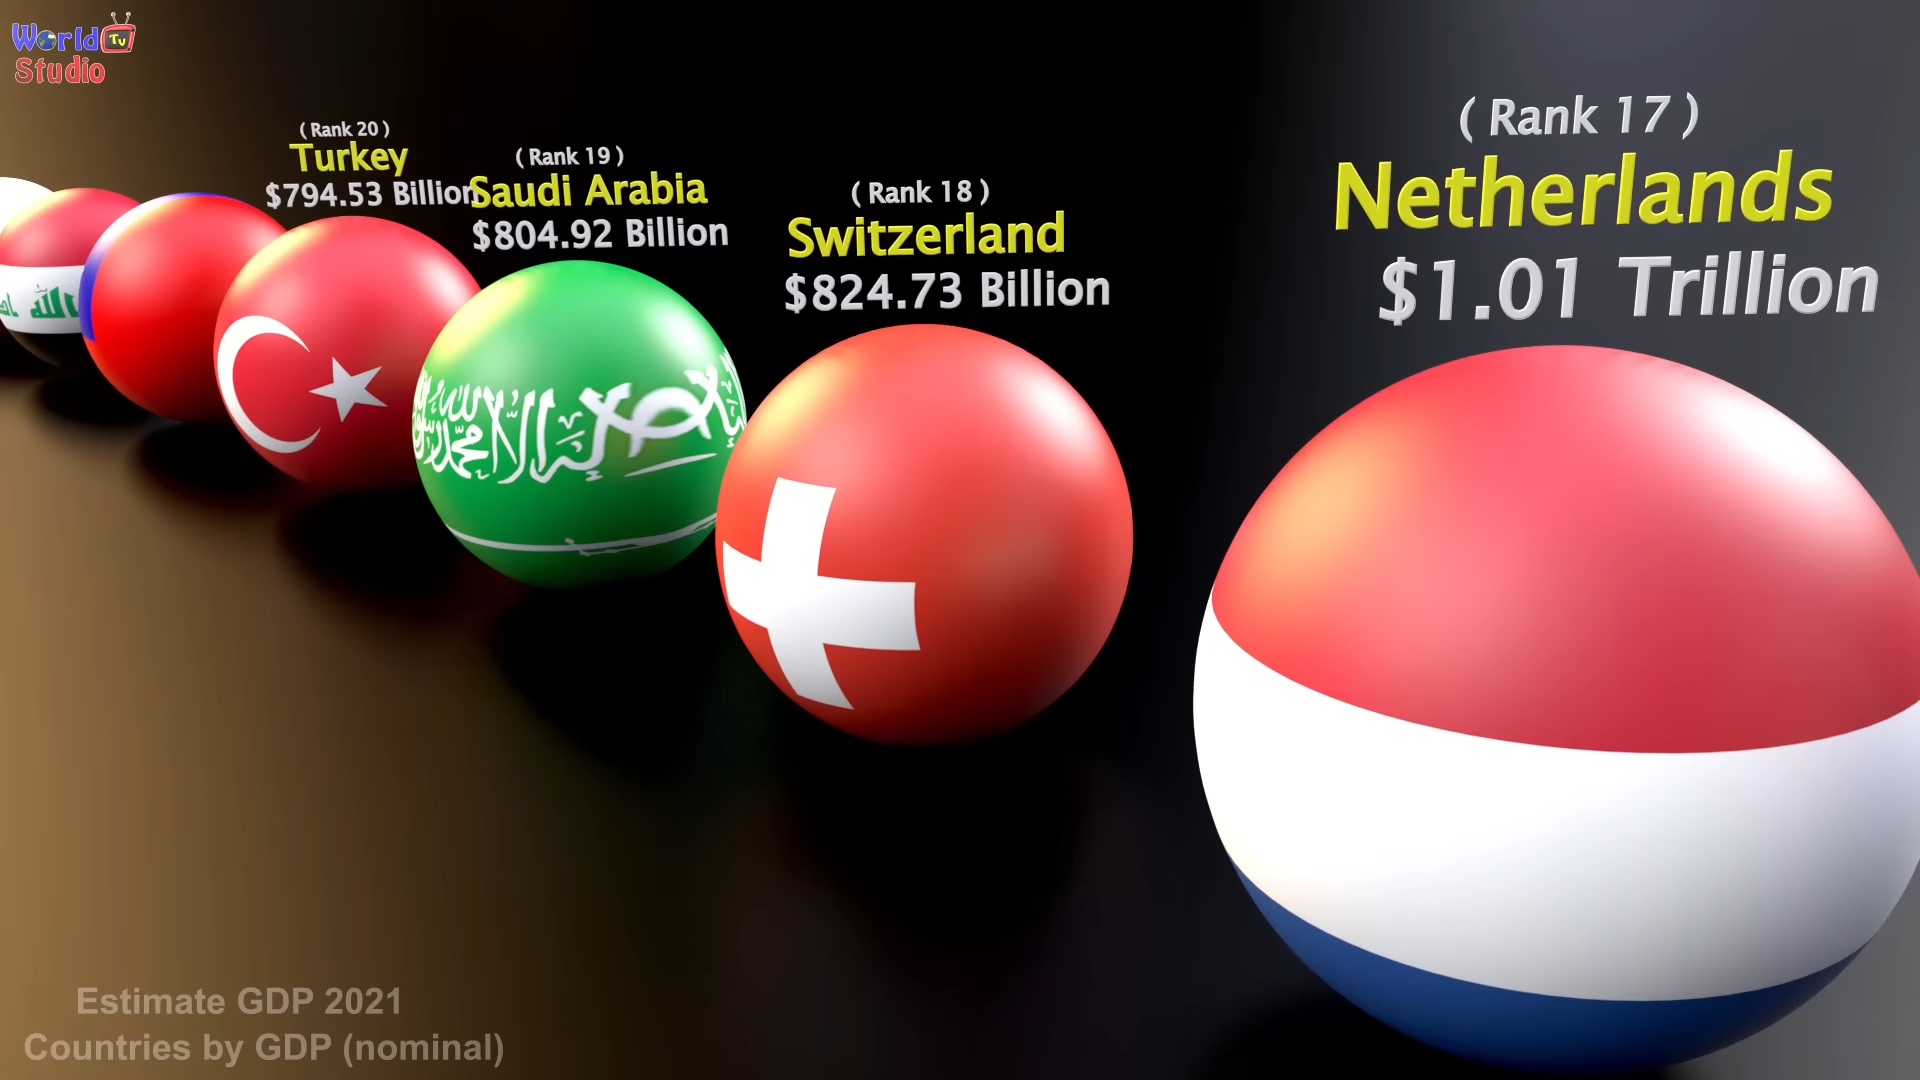 World Tv
Studio
( Rank 20 )
Turkey
$794.53 Billion
( Rank 19 )
Saudi Arabia
$804.92 Billion
( Rank 18 )
Switzerland
$824.73 Billion
( Rank 17 )
Netherlands
$1.01 Trillion
الله
Estimate GDP 2021
Countries by GDP (nominal)